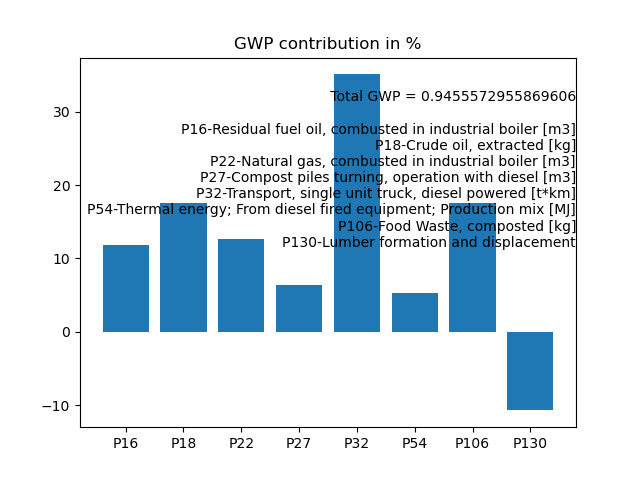 GWP contribution in %
Total GWP = 0.9455572955869606
P16-Residual fuel oil, combusted in industrial boiler [m3]
P18-Crude oil, extracted [kg]
P22-Natural gas, combusted in industrial boiler [m3]
P27-Compost piles turning, operation with diesel [m3]
P32-Transport, single unit truck, diesel powered [t*km]
P54-Thermal energy; From diesel fired equipment; Production mix [MJ]
P106-Food Waste, composted [kg]
P130-Lumber formation and displacement
30
20
10
0
−10
P16 P18 P22 P27 P32 P54 P106 P130